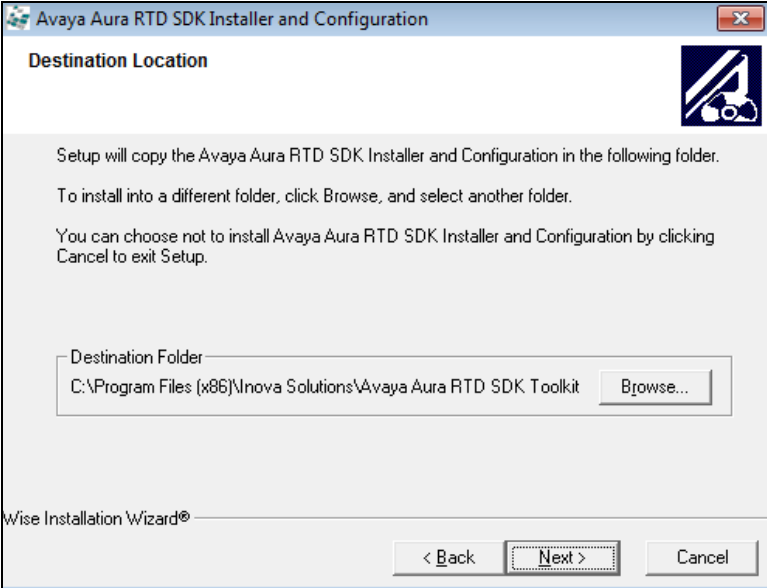 Avaya Aura RTD SDK Installer and Configuration
Destination Location
Setup will copy the Avaya Aura RTD SDK Installer and Configuration in the following folder.
To install into a different folder, click Browse, and select another folder.
You can choose not to install Avaya Aura RTD SDK Installer and Configuration by clicking
Cancel to exit Setup.
Destination Folder
C:\Program Files (x86)\Inova Solutions\Avaya Aura RTD SDK Toolkit
Browse...
Wise Installation Wizard®
< Back
Next >
Cancel